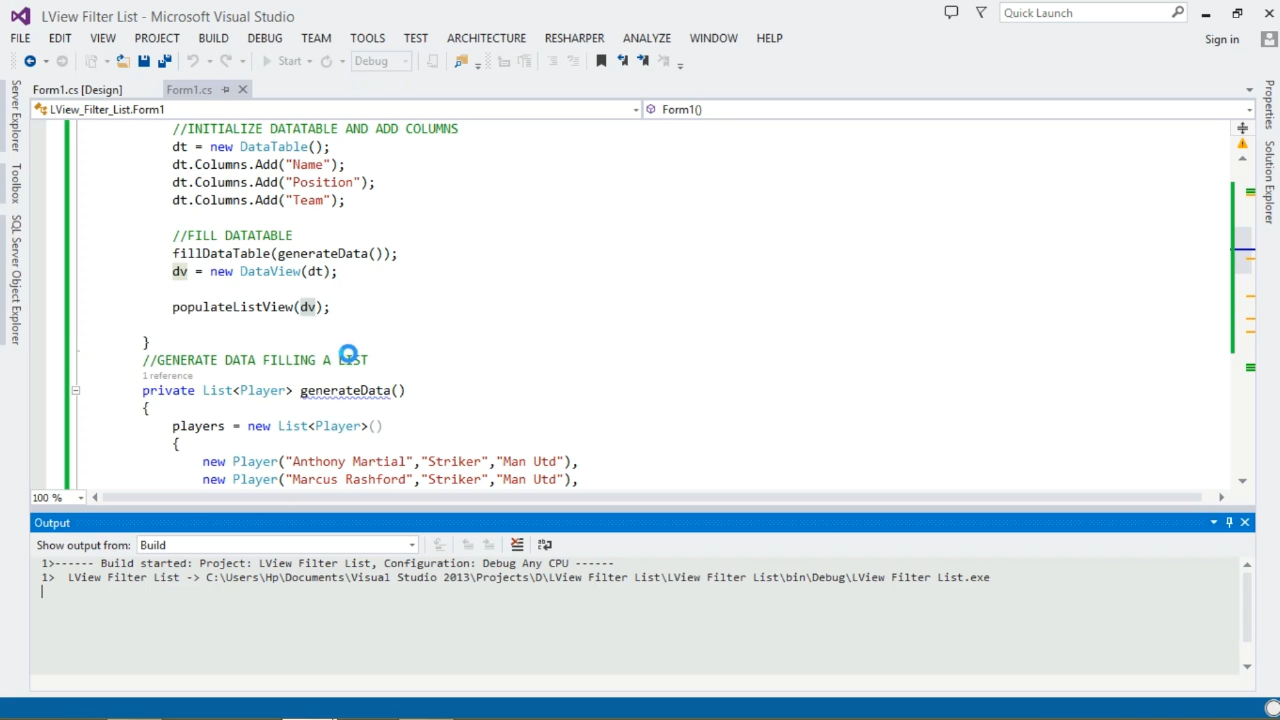 LView Filter List - Microsoft Visual Studio
Quick Launch
FILE EDIT VIEW PROJECT BUILD DEBUG TEAM TOOLS TEST ARCHITECTURE RESHARPER ANALYZE WINDOW HELP
Sign in
Start
Debug
Form1.cs [Design]
Form1.cs
LView_Filter_List.Form1
Form1()
Server Explorer
Toolbox
SQL Server Object Explorer
Properties
Solution Explorer
//INITIALIZE DATATABLE AND ADD COLUMNS
dt = new DataTable();
dt.Columns.Add("Name");
dt.Columns.Add("Position");
dt.Columns.Add("Team");
//FILL DATATABLE
fillDataTable(generateData());
dv = new DataView(dt);
populateListView(dv);
}
//GENERATE DATA FILLING A LIST
1 reference
private List<Player> generateData()
{
players = new List<Player>()
{
new Player("Anthony Martial","Striker","Man Utd"),
new Player("Marcus Rashford","Striker","Man Utd"),
100 %
Output
Show output from: Build
1>------ Build started: Project: LView Filter List, Configuration: Debug Any CPU ------
1>  LView Filter List -> C:\Users\Hp\Documents\Visual Studio 2013\Projects\D\LView Filter List\LView Filter List\bin\Debug\LView Filter List.exe